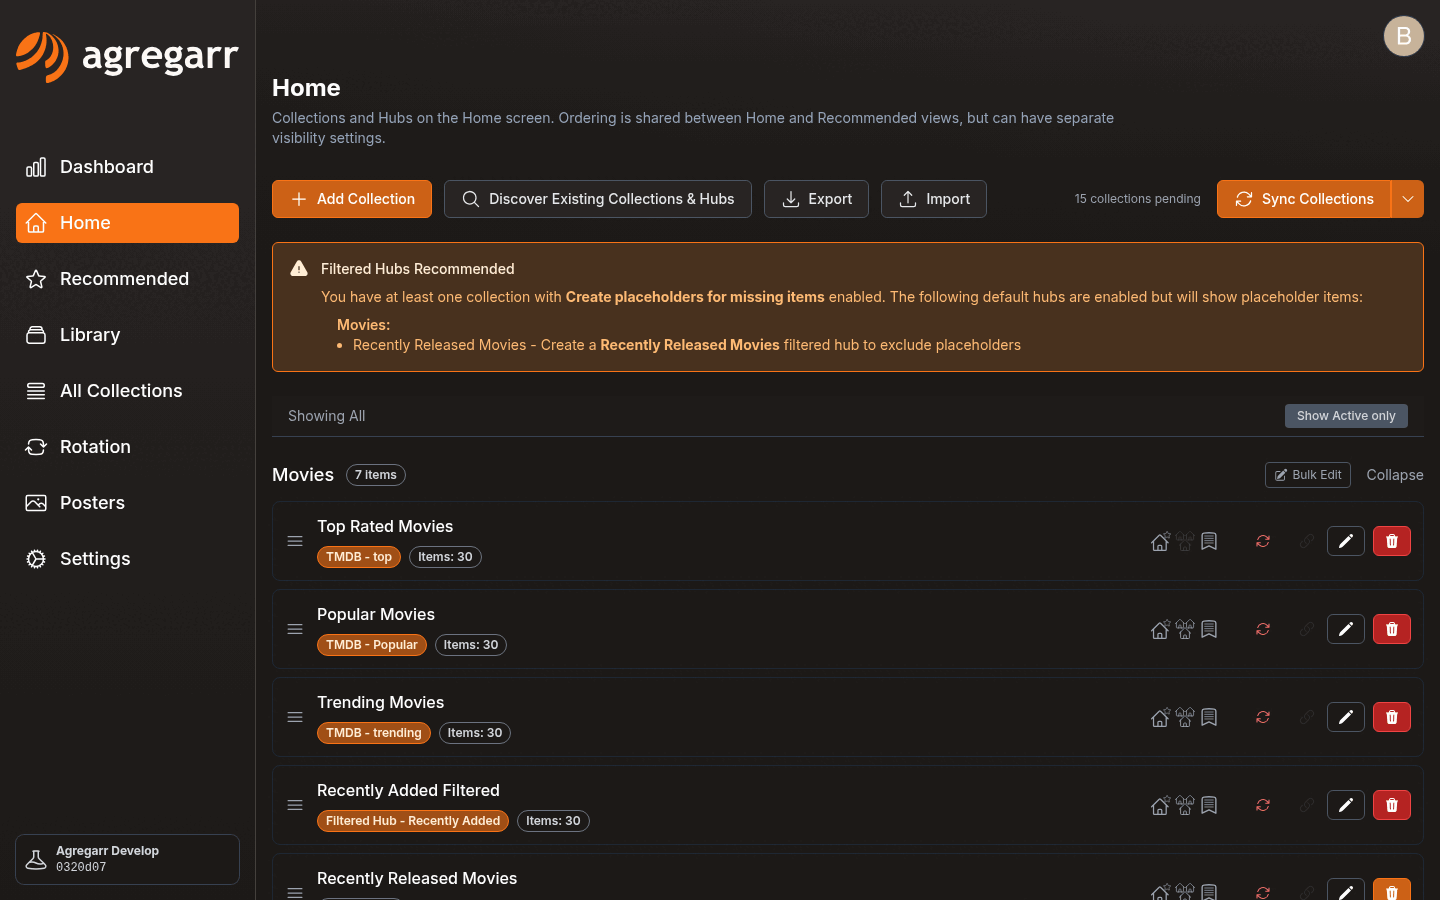 agregarr
B
Dashboard
Home
Recommended
Library
All Collections
Rotation
Posters
Settings
Agregarr Develop
0320d07
Home
Collections and Hubs on the Home screen. Ordering is shared between Home and Recommended views, but can have separate
visibility settings.
Add Collection
Discover Existing Collections & Hubs
Export
Import
15 collections pending
Sync Collections
Filtered Hubs Recommended
You have at least one collection with Create placeholders for missing items enabled. The following default hubs are enabled but will show placeholder items:
Movies:
• Recently Released Movies - Create a Recently Released Movies filtered hub to exclude placeholders
Showing All
Show Active only
Movies
7 items
Bulk Edit
Collapse
Top Rated Movies
TMDB - top
Items: 30
Popular Movies
TMDB - Popular
Items: 30
Trending Movies
TMDB - trending
Items: 30
Recently Added Filtered
Filtered Hub - Recently Added
Items: 30
Recently Released Movies